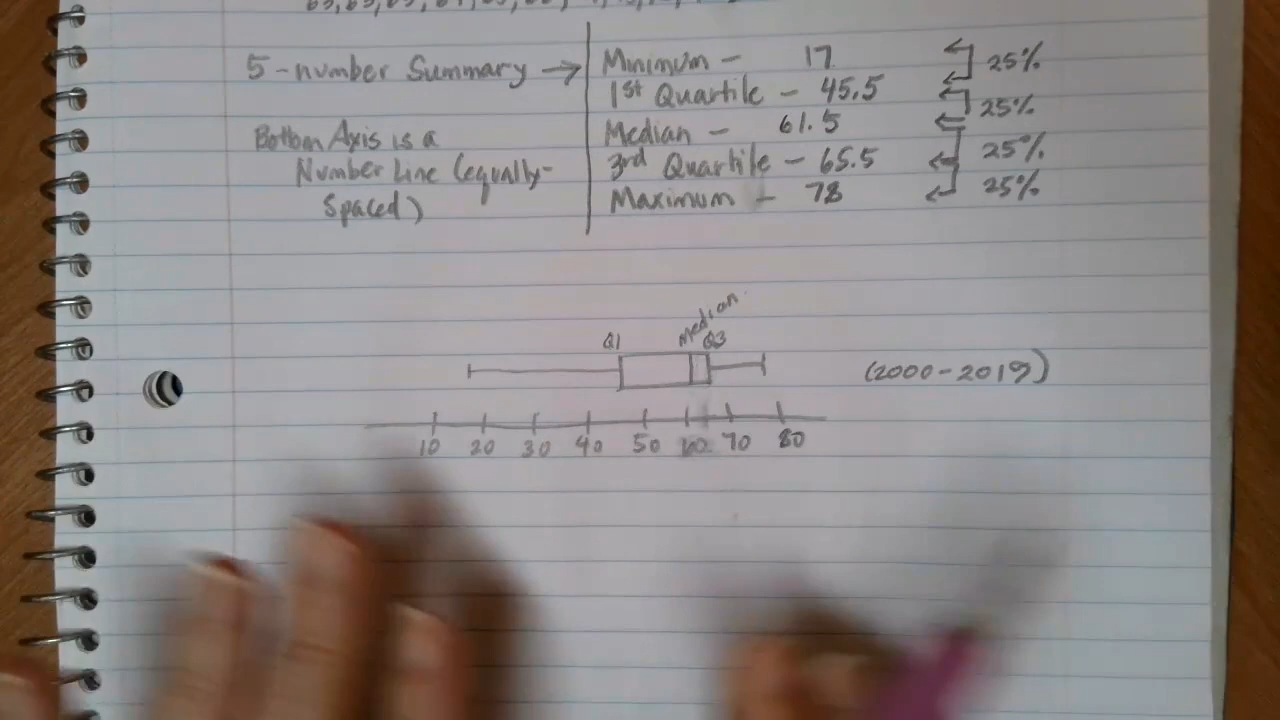 5-number Summary →
Minimum - 17
25%
1st Quartile - 45.5
25%
Median - 61.5
25%
3rd Quartile - 65.5
25%
Maximum - 78
Bottom Axis is a
Number Line (equally-
Spaced)
Q1 Median Q3
(2000-2019)
10 20 30 40 50 60 70 80